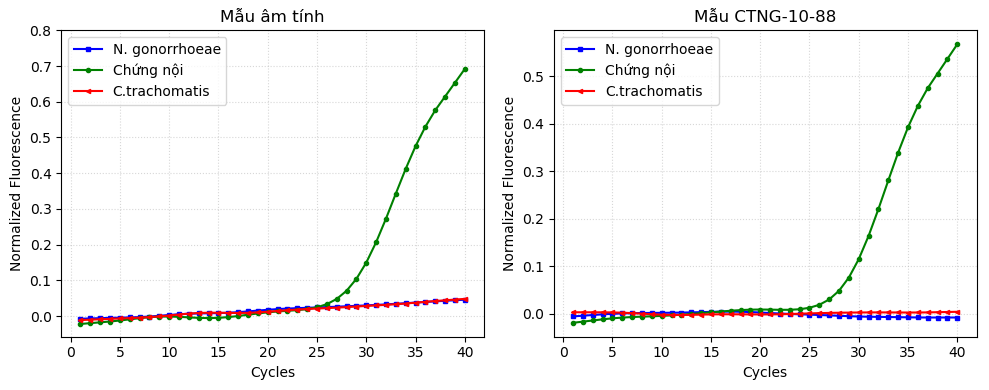 Mẫu âm tính
Normalized Fluorescence
0.8
0.7
0.6
0.5
0.4
0.3
0.2
0.1
0.0
N. gonorrhoeae
Chứng nội
C.trachomatis
0 5 10 15 20 25 30 35 40
Cycles
Mẫu CTNG-10-88
Normalized Fluorescence
0.5
0.4
0.3
0.2
0.1
0.0
N. gonorrhoeae
Chứng nội
C.trachomatis
0 5 10 15 20 25 30 35 40
Cycles